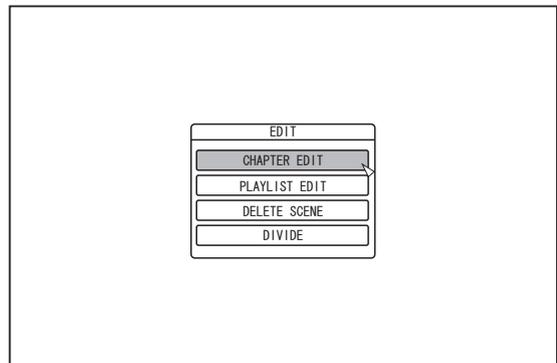 EDIT
CHAPTER EDIT
PLAYLIST EDIT
DELETE SCENE
DIVIDE